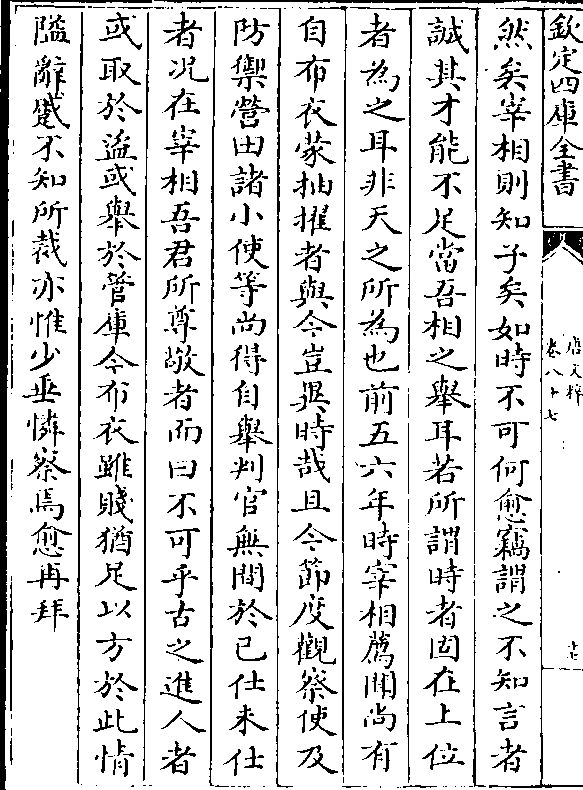 欽定四庫全書
唐文粹
卷八十七
十七
然矣宰相則知子矣如時不可何愈竊謂之不知言者
誠其才能不足當吾相之舉耳若所謂時者固在上位
者為之耳非天之所為也前五六年時宰相薦聞尚有
自布衣蒙抽擢者與今豈異時哉且今節度觀察使及
防禦營田諸小使等尚得自舉判官無間於已仕未仕
者况在宰相吾君所尊敬者而曰不可乎古之進人者
或取於盜或舉於管庫今布衣雖賤猶足以方於此情
隘辭蹙不知所裁亦惟少垂憐察焉愈再拜